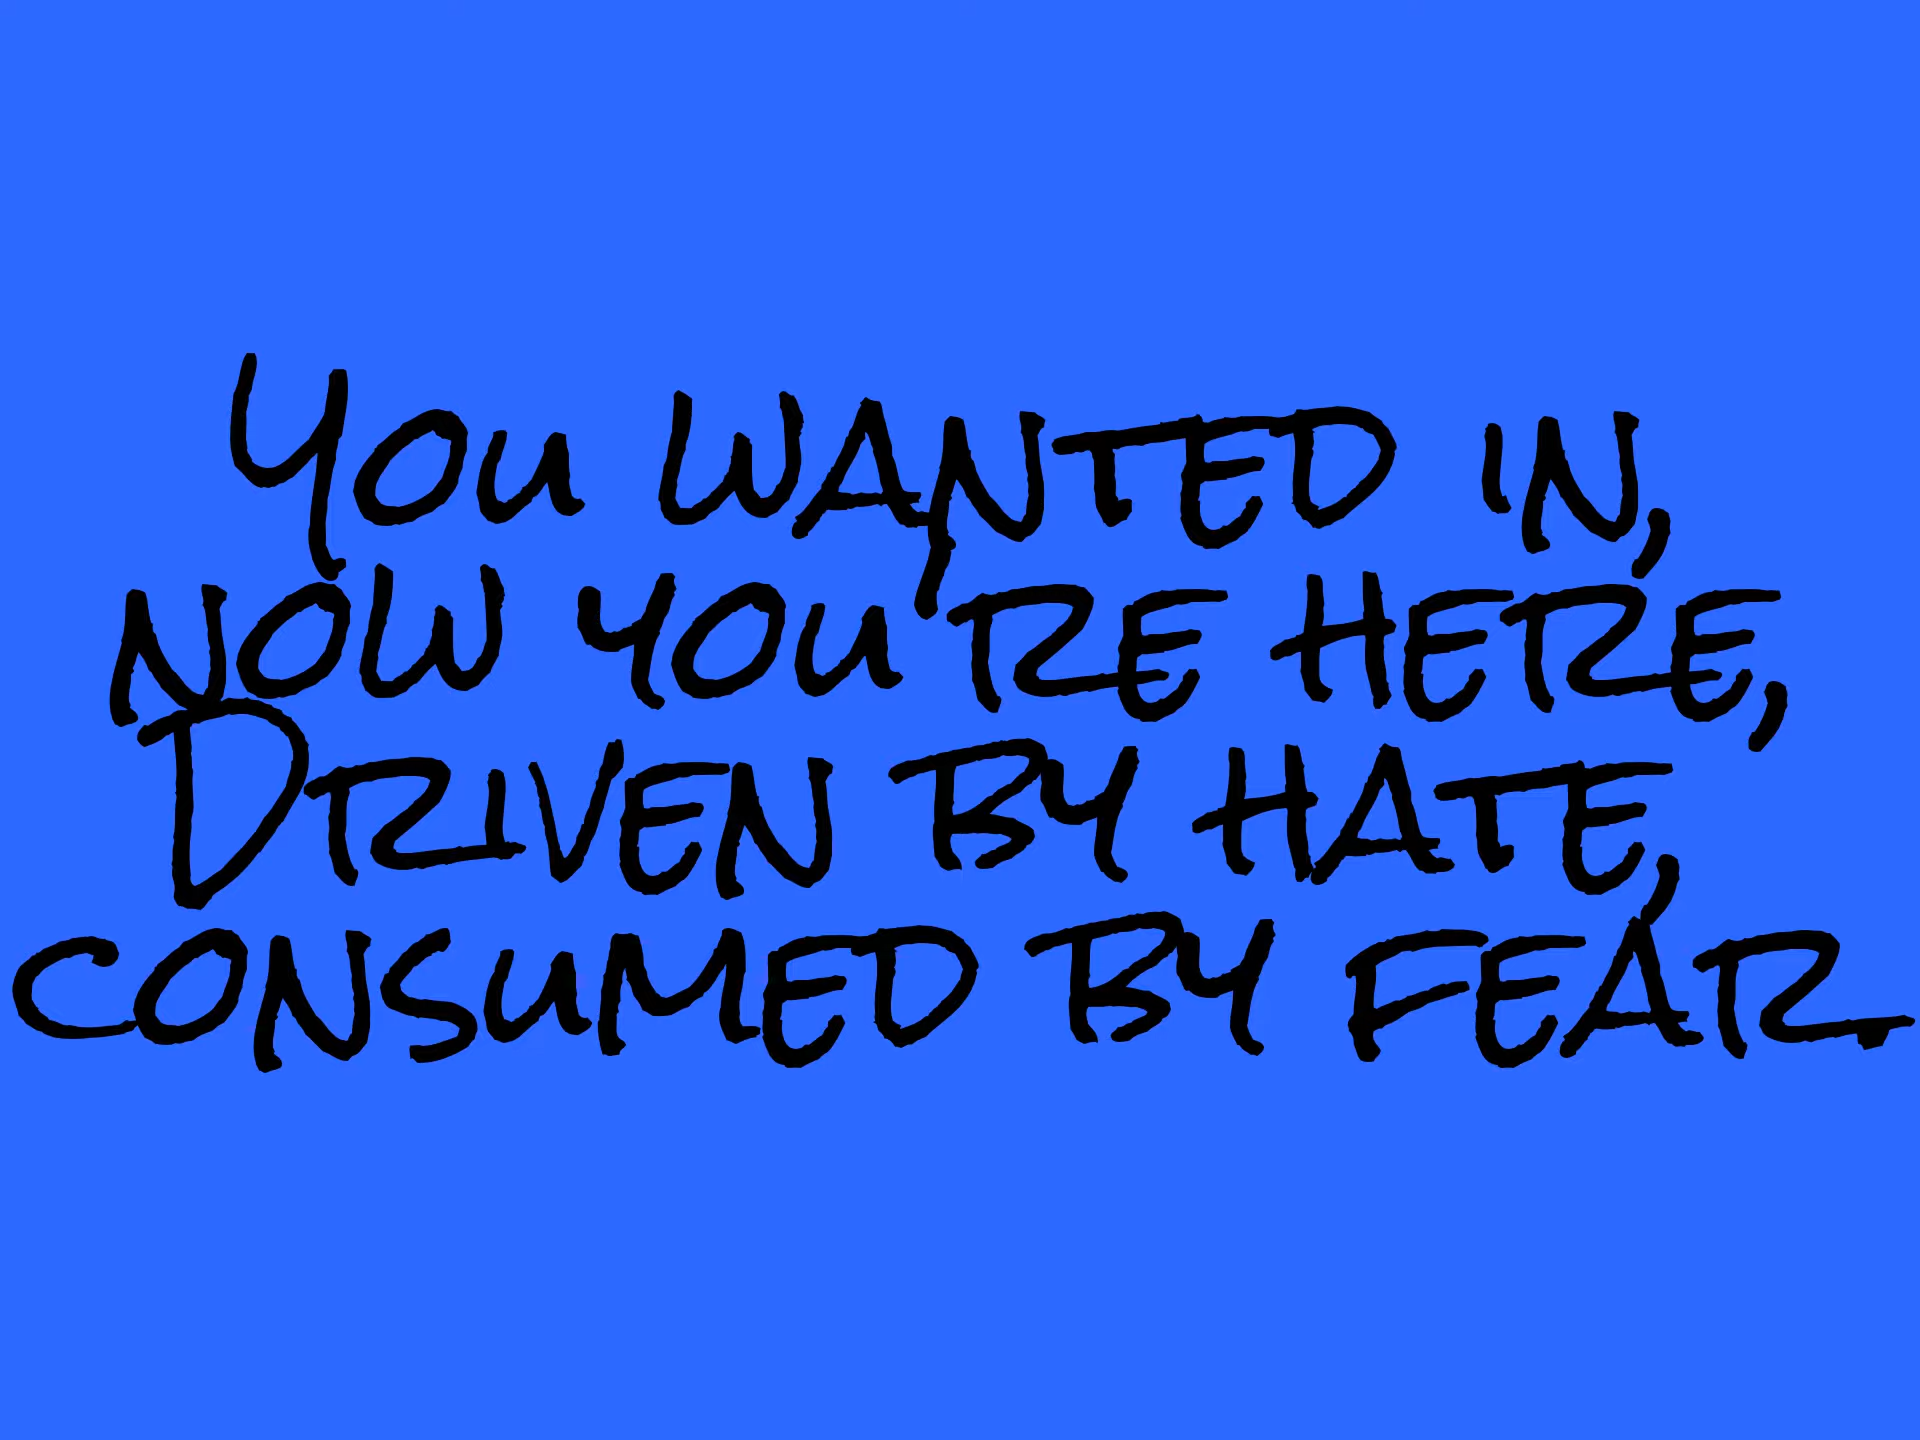 You wanted in,
now you're here,
Driven by hate,
consumed by fear.